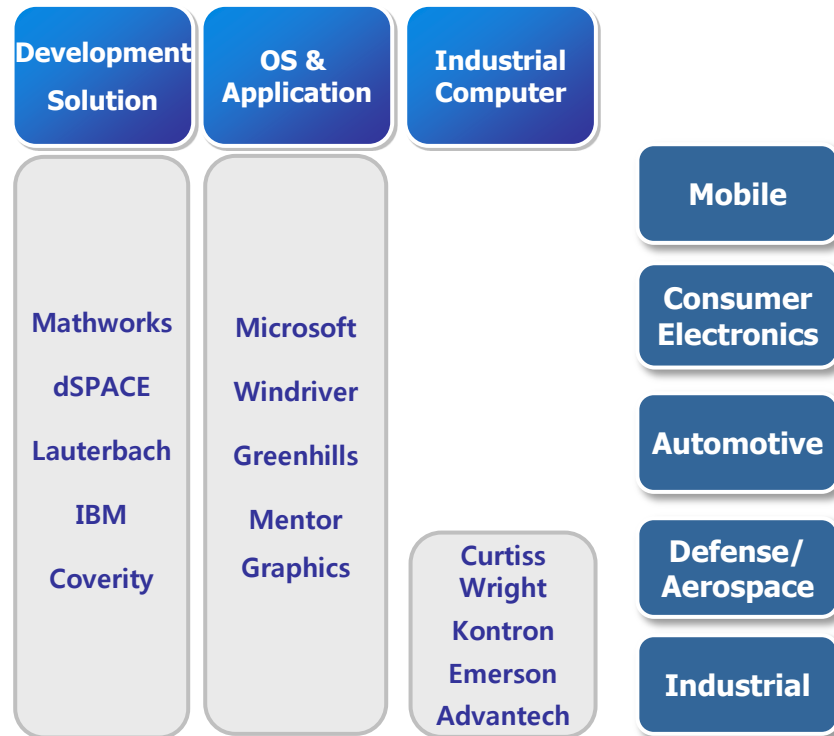 Development
Solution
OS &
Application
Industrial
Computer
Mathworks
dSPACE
Lauterbach
IBM
Coverity
Microsoft
Windriver
Greenhills
Mentor
Graphics
Curtiss
Wright
Kontron
Emerson
Advantech
Mobile
Consumer
Electronics
Automotive
Defense/
Aerospace
Industrial